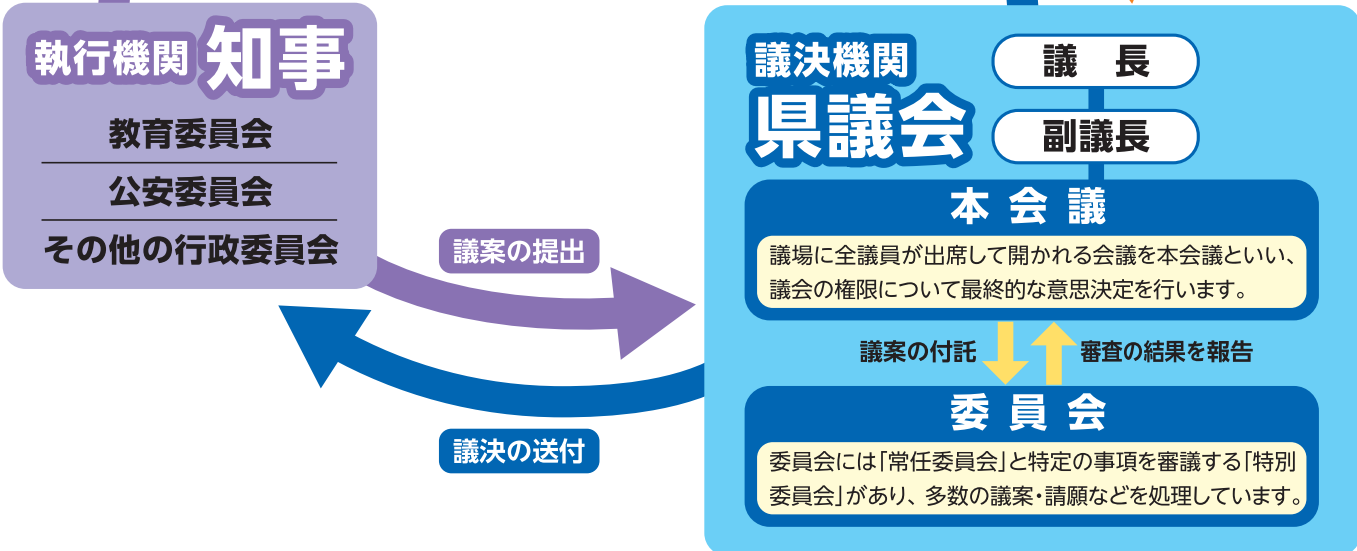 執行機関 知事
教育委員会
公安委員会
その他の行政委員会
議案の提出
議決の送付
議決機関
県議会
議 長
副議長
本 会 議
議場に全議員が出席して開かれる会議を本会議といい、
議会の権限について最終的な意思決定を行います。
議案の付託
審査の結果を報告
委 員 会
委員会には「常任委員会」と特定の事項を審議する「特別
委員会」があり、多数の議案・請願などを処理しています。